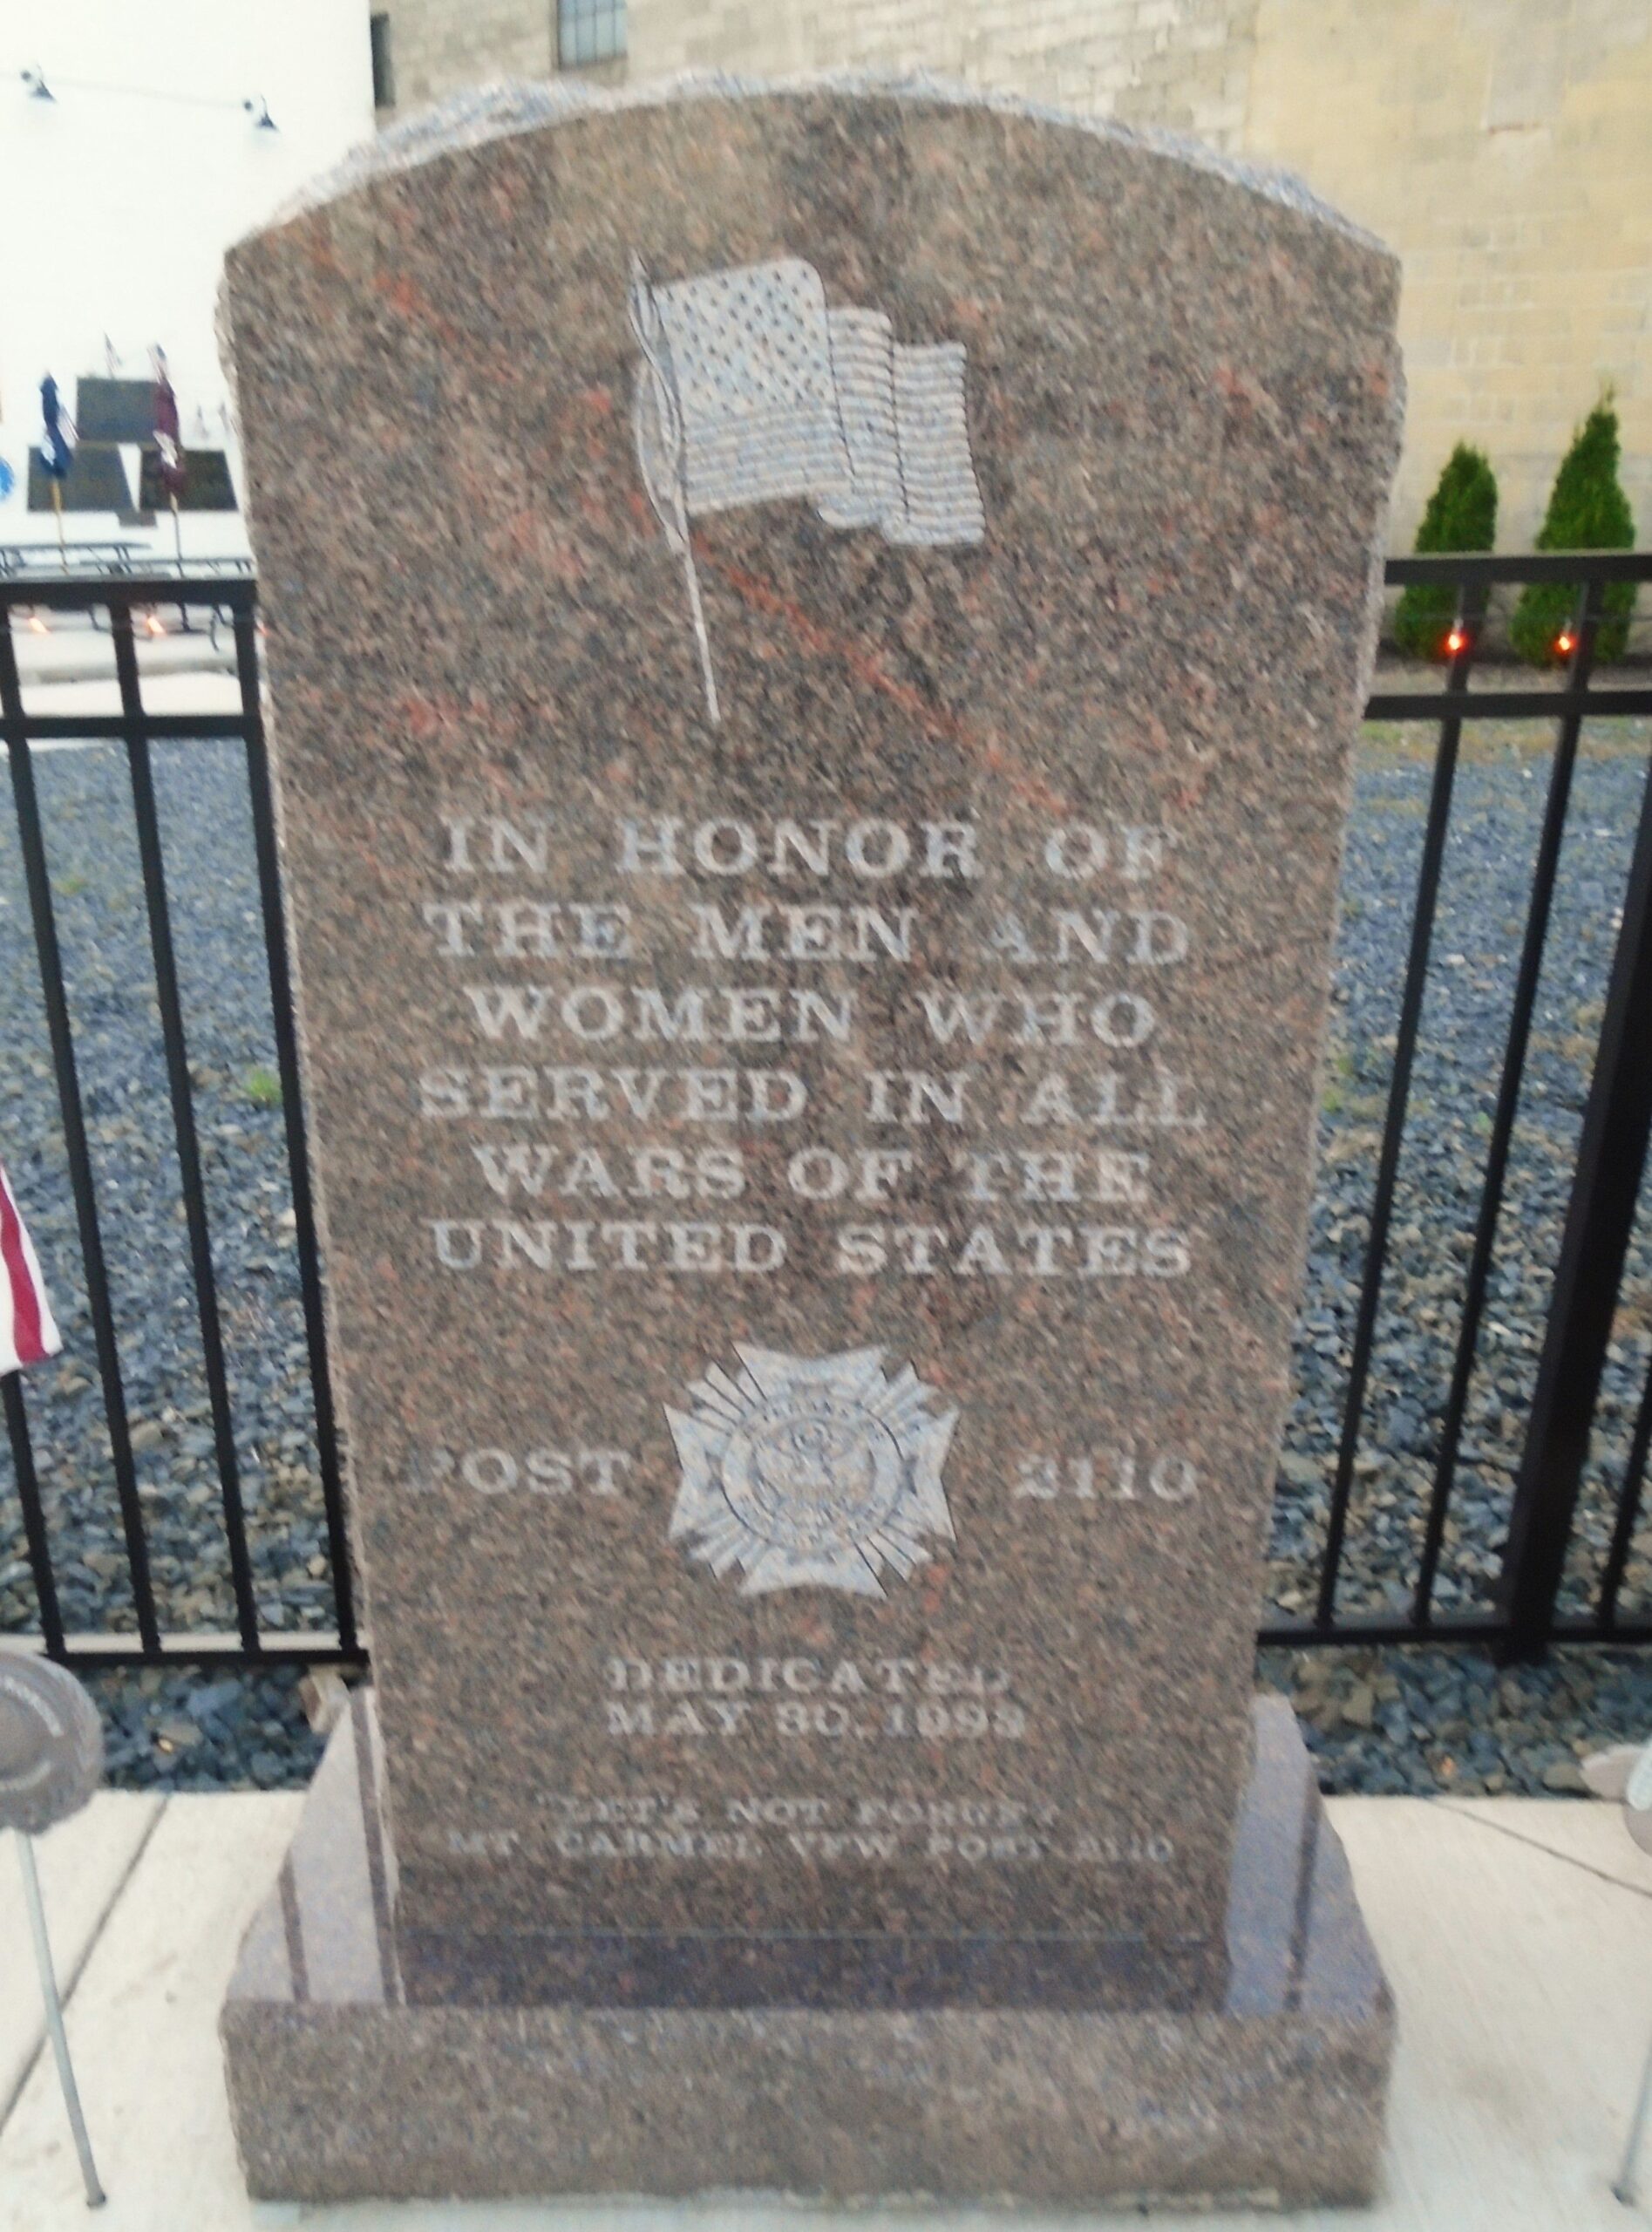 IN HONOR OF
THE MEN AND
WOMEN WHO
SERVED IN ALL
WARS OF THE
UNITED STATES
POST 2110
DEDICATED
MAY 30, 1993
"LET'S NOT FORGET"
MT. CARMEL VFW POST 2110